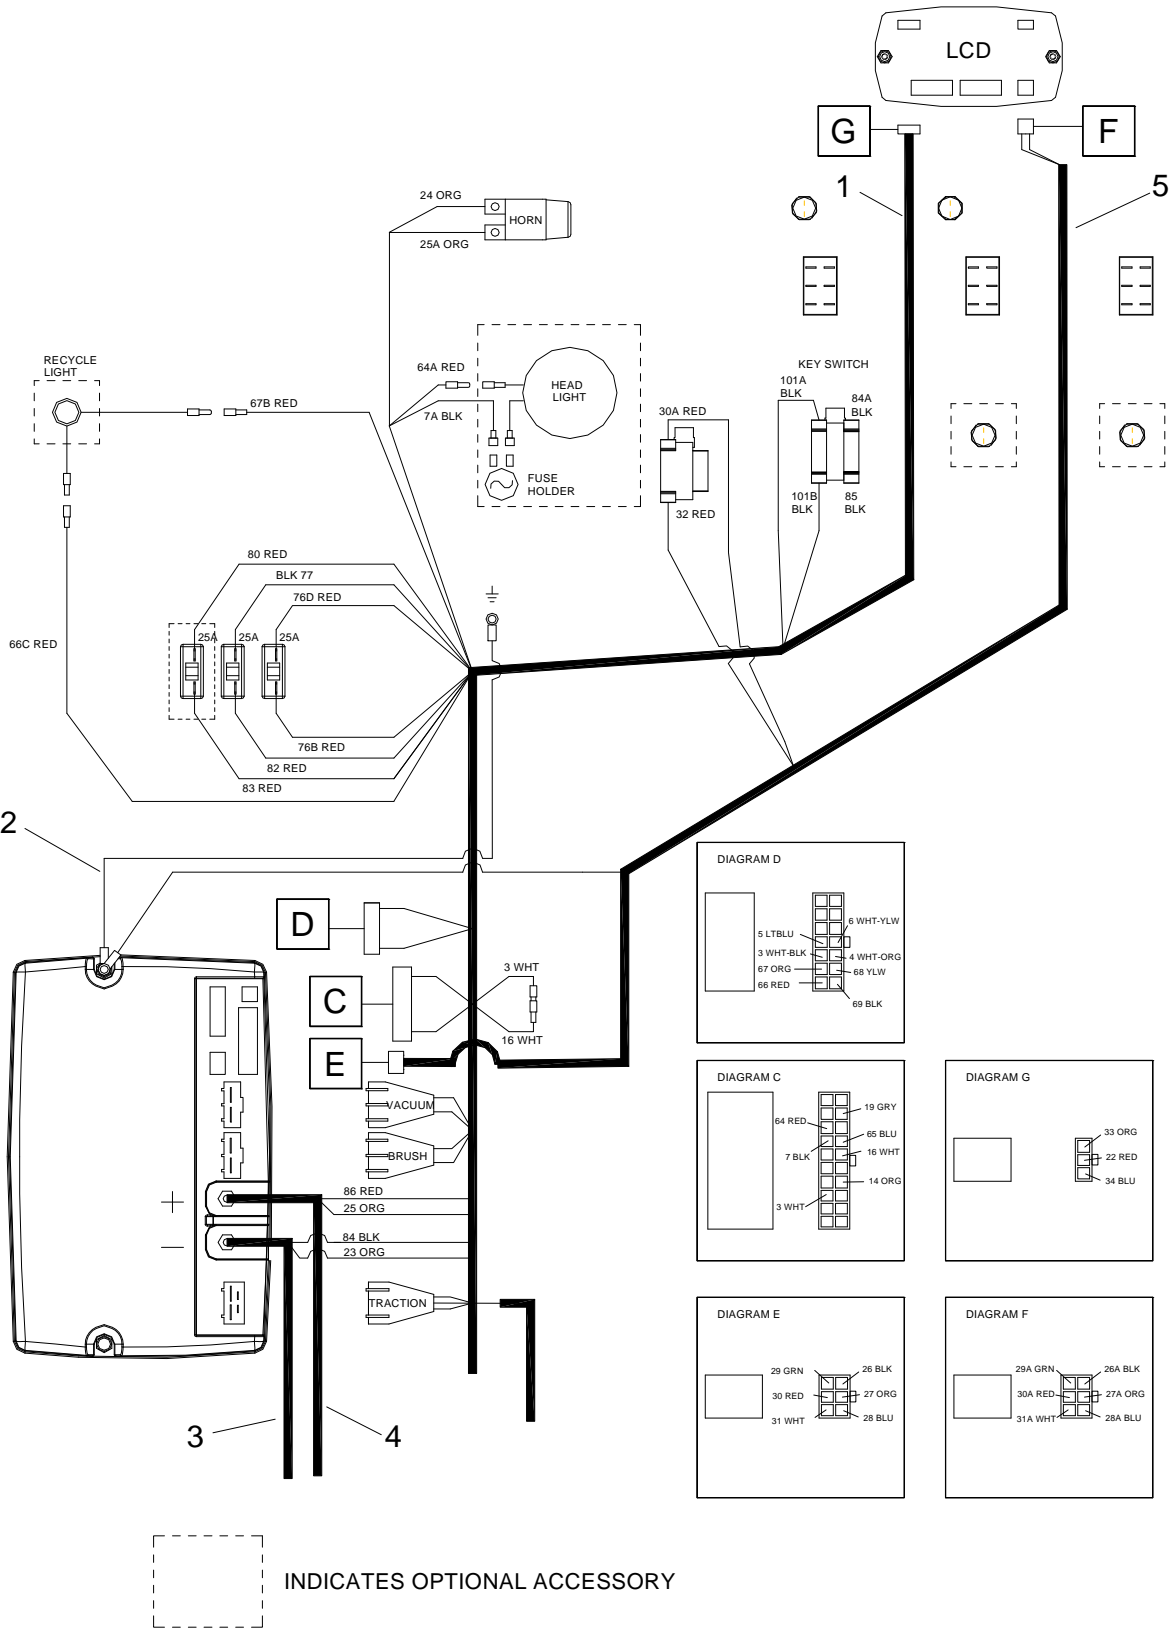 LCD
G
F
1
5
24 ORG
HORN
25A ORG
RECYCLE
LIGHT
67B RED
64A RED
7A BLK
HEAD
LIGHT
FUSE
HOLDER
30A RED
32 RED
KEY SWITCH
101A
BLK
84A
BLK
101B
BLK
85
BLK
80 RED
BLK 77
76D RED
25A
25A
25A
66C RED
76B RED
82 RED
83 RED
2
D
C
3 WHT
16 WHT
E
VACUUM
BRUSH
86 RED
25 ORG
84 BLK
23 ORG
TRACTION
+
—
3
4
DIAGRAM D
6 WHT-YLW
5 LTBLU
3 WHT-BLK
4 WHT-ORG
67 ORG
68 YLW
66 RED
69 BLK
DIAGRAM C
19 GRY
64 RED
65 BLU
7 BLK
16 WHT
14 ORG
3 WHT
DIAGRAM G
33 ORG
22 RED
34 BLU
DIAGRAM E
29 GRN
26 BLK
30 RED
27 ORG
31 WHT
28 BLU
DIAGRAM F
29A GRN
26A BLK
30A RED
27A ORG
31A WHT
28A BLU
INDICATES OPTIONAL ACCESSORY